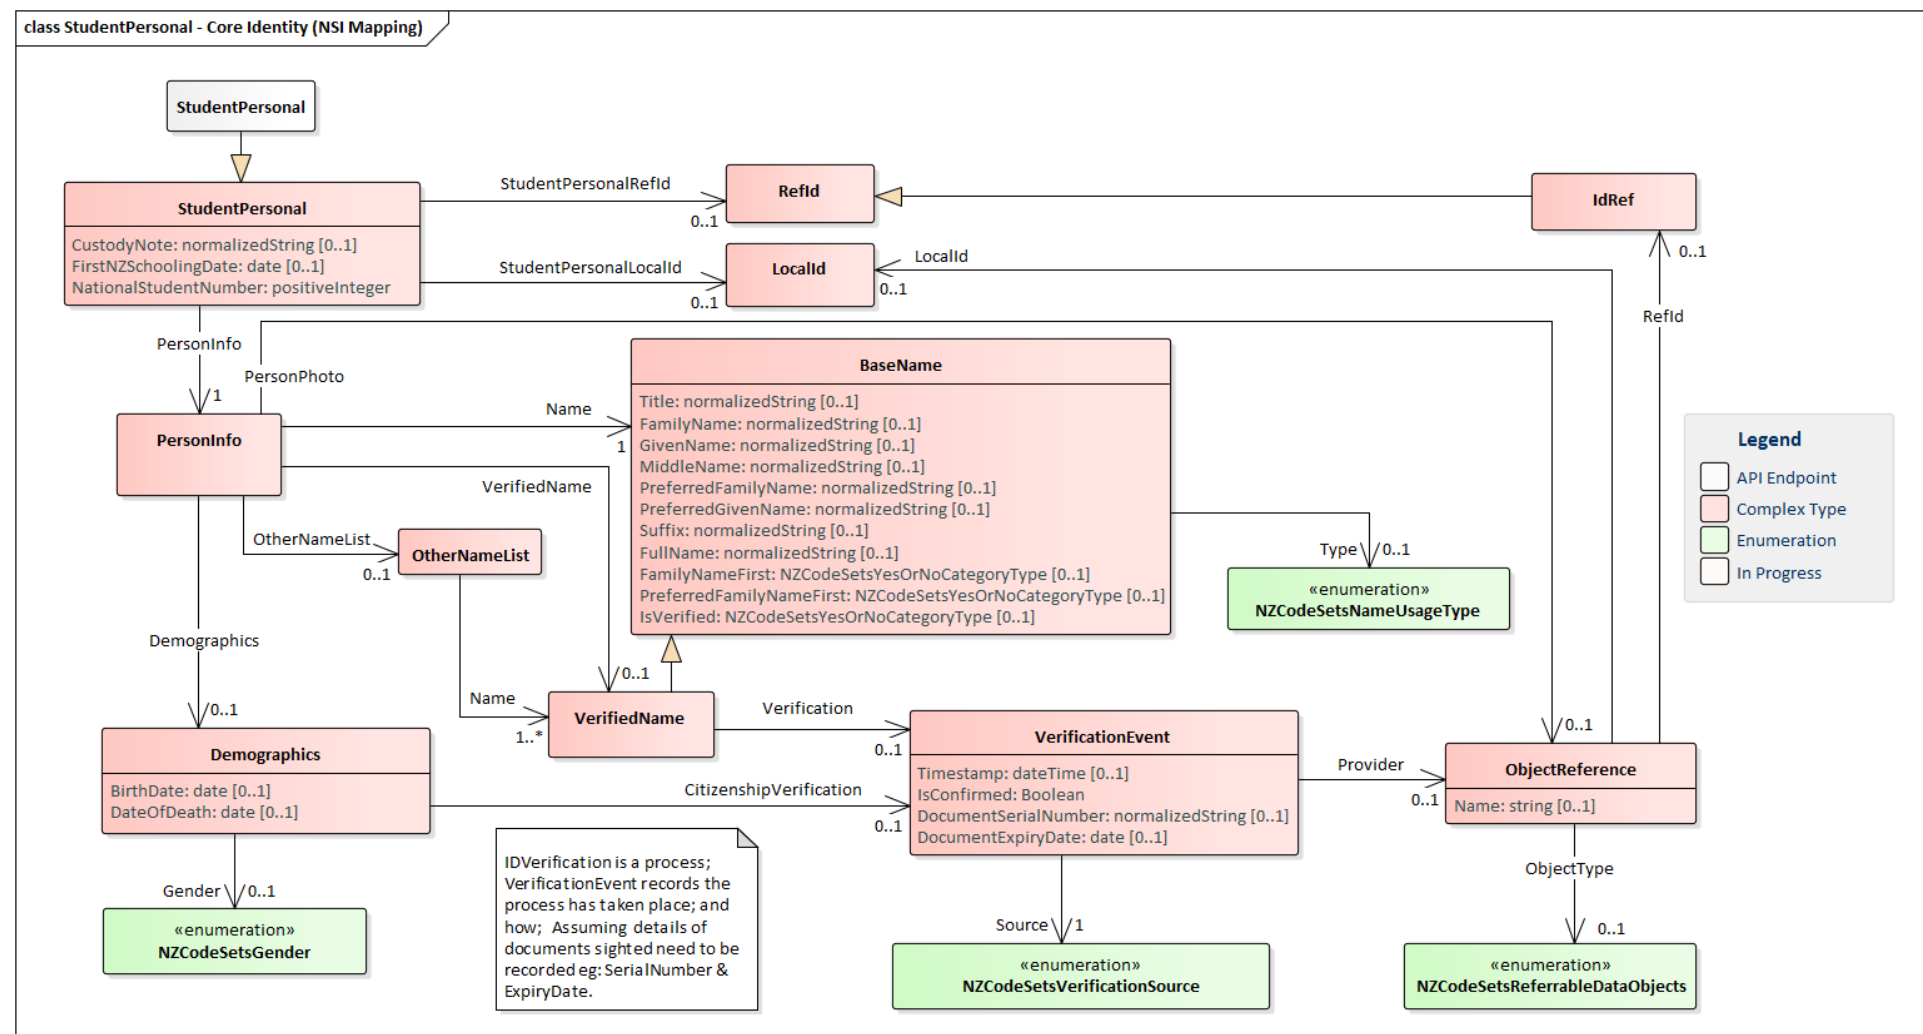 class StudentPersonal - Core Identity (NSI Mapping)
StudentPersonal
StudentPersonal
CustodyNote: normalizedString [0..1]
FirstNZSchoolingDate: date [0..1]
NationalStudentNumber: positiveInteger
StudentPersonalRefId
0..1
RefId
IdRef
StudentPersonalLocalId
0..1
LocalId
LocalId
0..1
0..1
RefId
PersonInfo
1
PersonPhoto
0..1
PersonInfo
Name
1
VerifiedName
0..1
OtherNameList
0..1
OtherNameList
Name
1..*
BaseName
Title: normalizedString [0..1]
FamilyName: normalizedString [0..1]
GivenName: normalizedString [0..1]
MiddleName: normalizedString [0..1]
PreferredFamilyName: normalizedString [0..1]
PreferredGivenName: normalizedString [0..1]
Suffix: normalizedString [0..1]
FullName: normalizedString [0..1]
FamilyNameFirst: NZCodeSetsYesOrNoCategoryType [0..1]
PreferredFamilyNameFirst: NZCodeSetsYesOrNoCategoryType [0..1]
IsVerified: NZCodeSetsYesOrNoCategoryType [0..1]
Type
0..1
«enumeration»
NZCodeSetsNameUsageType
Legend
API Endpoint
Complex Type
Enumeration
In Progress
Demographics
0..1
Demographics
BirthDate: date [0..1]
DateOfDeath: date [0..1]
VerifiedName
Verification
0..1
CitizenshipVerification
0..1
VerificationEvent
Timestamp: dateTime [0..1]
IsConfirmed: Boolean
DocumentSerialNumber: normalizedString [0..1]
DocumentExpiryDate: date [0..1]
Provider
0..1
ObjectReference
Name: string [0..1]
ObjectType
0..1
Gender
0..1
«enumeration»
NZCodeSetsGender
IDVerification is a process;
VerificationEvent records the
process has taken place; and
how;  Assuming details of
documents sighted need to be
recorded eg: SerialNumber &
ExpiryDate.
Source
1
«enumeration»
NZCodeSetsVerificationSource
«enumeration»
NZCodeSetsReferrableDataObjects